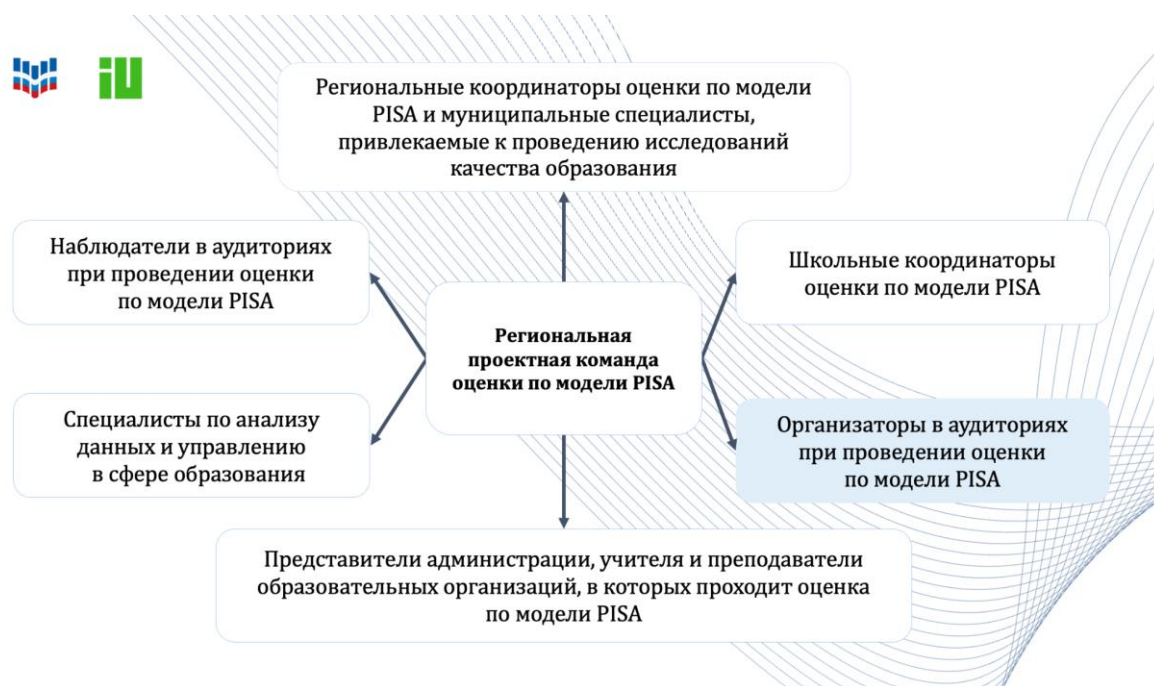 Региональные координаторы оценки по модели
PISA и муниципальные специалисты,
привлекаемые к проведению исследований
качества образования
Наблюдатели в аудиториях
при проведении оценки
по модели PISA
Школьные координаторы
оценки по модели PISA
Региональная
проектная команда
оценки по модели PISA
Специалисты по анализу
данных и управлению
в сфере образования
Организаторы в аудиториях
при проведении оценки
по модели PISA
Представители администрации, учителя и преподаватели
образовательных организаций, в которых проходит оценка
по модели PISA